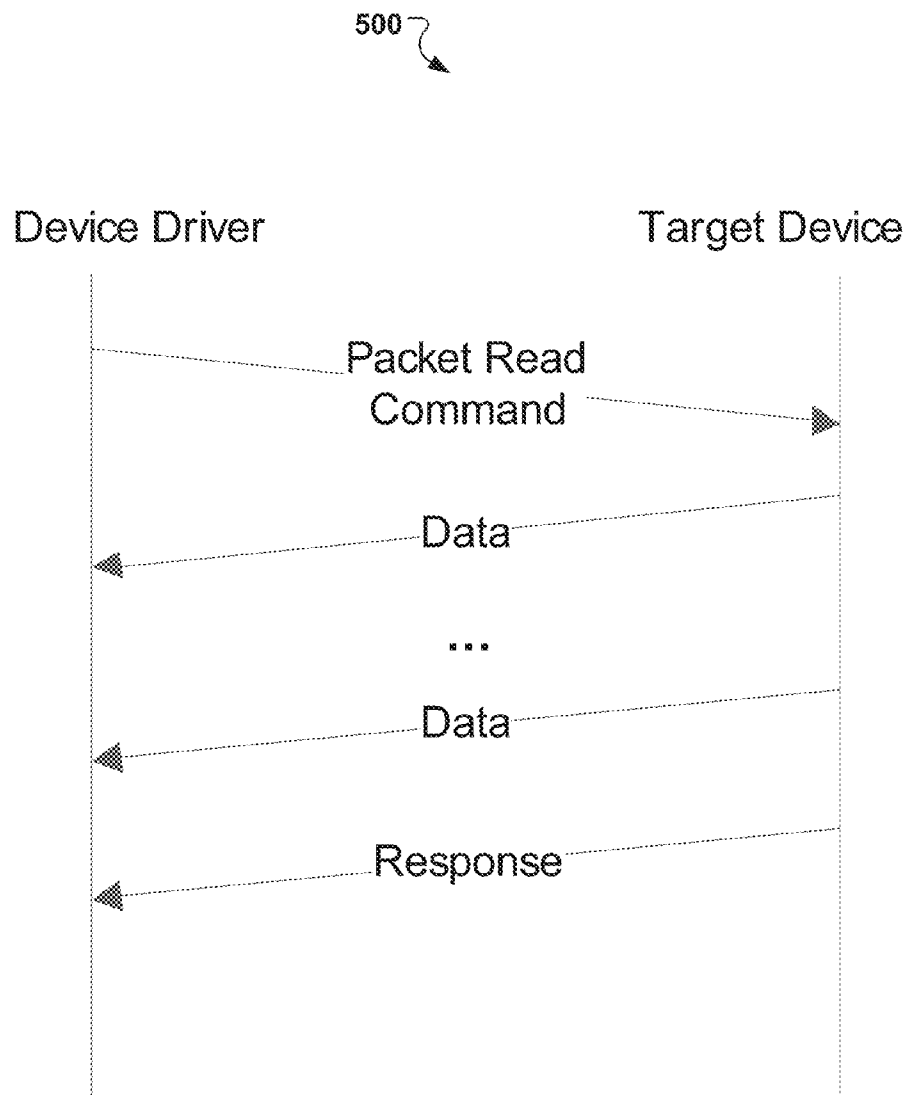 500
Device Driver
Target Device
Packet Read
Command
Data
...
Data
Response